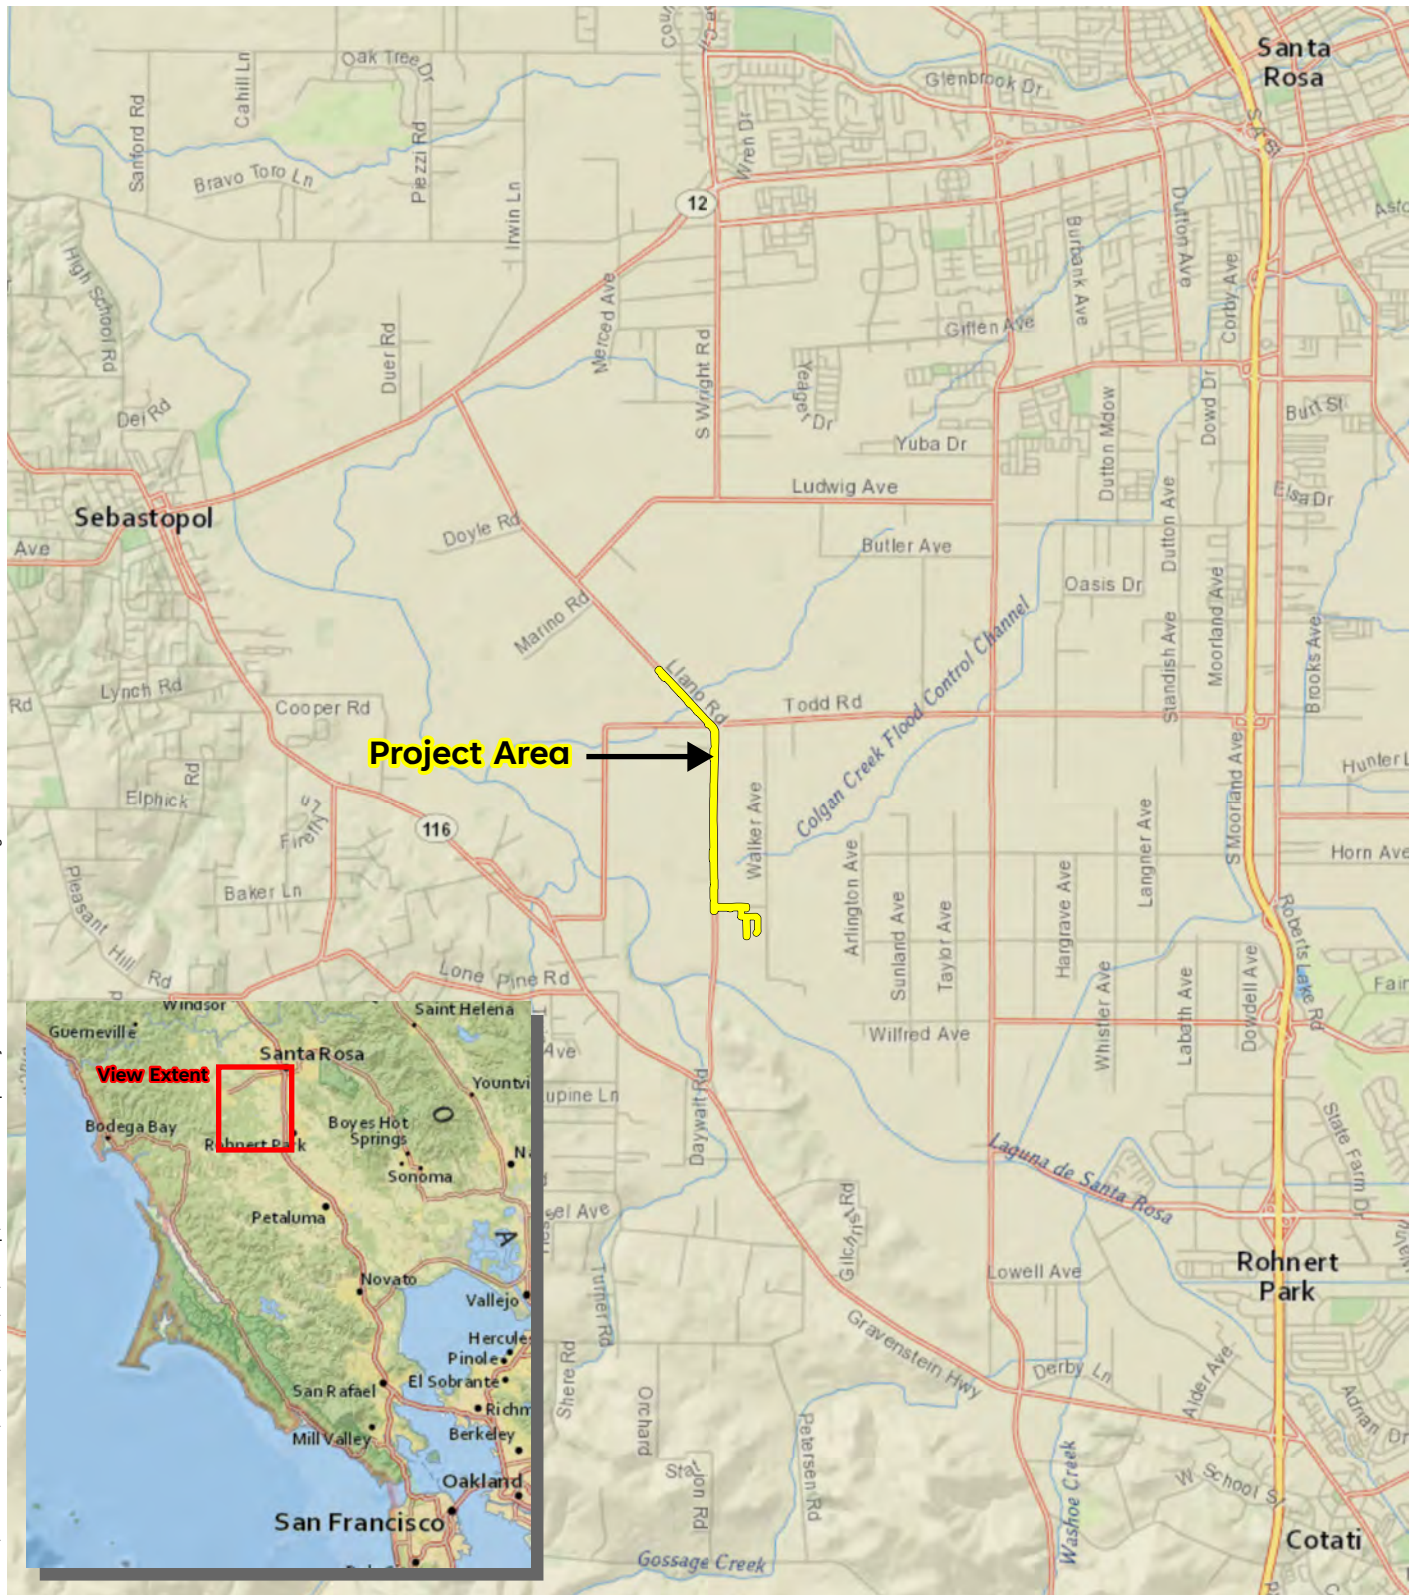 Santa
Rosa
Oak Tree Dr
Cahill Ln
Sanford Rd
Piezzi Rd
Glenbrook Dr
Wren Dr
S A St
Bravo Toro Ln
Irwin Ln
12
Dutton Ave
Burbank Ave
Corby Ave
High School Rd
Merced Ave
Duer Rd
Giffen Ave
S Wright Rd
Yeager Dr
Dei Rd
Dutton Mdow
Dowd Dr
Burt St
Yuba Dr
Ludwig Ave
Elsa Dr
Sebastopol
Doyle Rd
Ave
Butler Ave
Dutton Ave
Oasis Dr
Moorland Ave
Marino Rd
Standish Ave
Brooks Ave
Colgan Creek Flood Control Channel
Llano Rd
Lynch Rd
Rd
Cooper Rd
Todd Rd
Project Area
S Moorland Ave
Hunter L
Elphick
Rd
Firefly
Ln
116
Walker Ave
Arlington Ave
Langner Ave
Horn Ave
Baker Ln
Pleasant
Hill
Rd
Sunland Ave
Taylor Ave
Hargrave Ave
Roberts Lake Rd
Lone Pine Rd
Fair
Whistler Ave
Labath Ave
Dowdell Ave
Wilfred Ave
Ave
upine Ln
Daywalt Rd
State Farm Dr
Laguna de Santa Rosa
Gilchrist Rd
el Ave
Turner Rd
Lowell Ave
Rohnert
Park
Gravenstein Hwy
Derby Ln
Shere Rd
Orchard
Station Rd
Petersen Rd
Alder Ave
Adrian Dr
W School St
Washoe Creek
Gossage Creek
Cotati
Windsor
Saint Helena
Guerneville
Santa Rosa
View Extent
Yountvi
Bodega Bay
Rohnert Park
Boyes Hot
Springs
O
N
Sonoma
Petaluma
A
Novato
Vallejo
Hercules
Pinole
San Rafael
El Sobrante
Richm
Mill Valley
Berkeley
Oakland
San Francisco